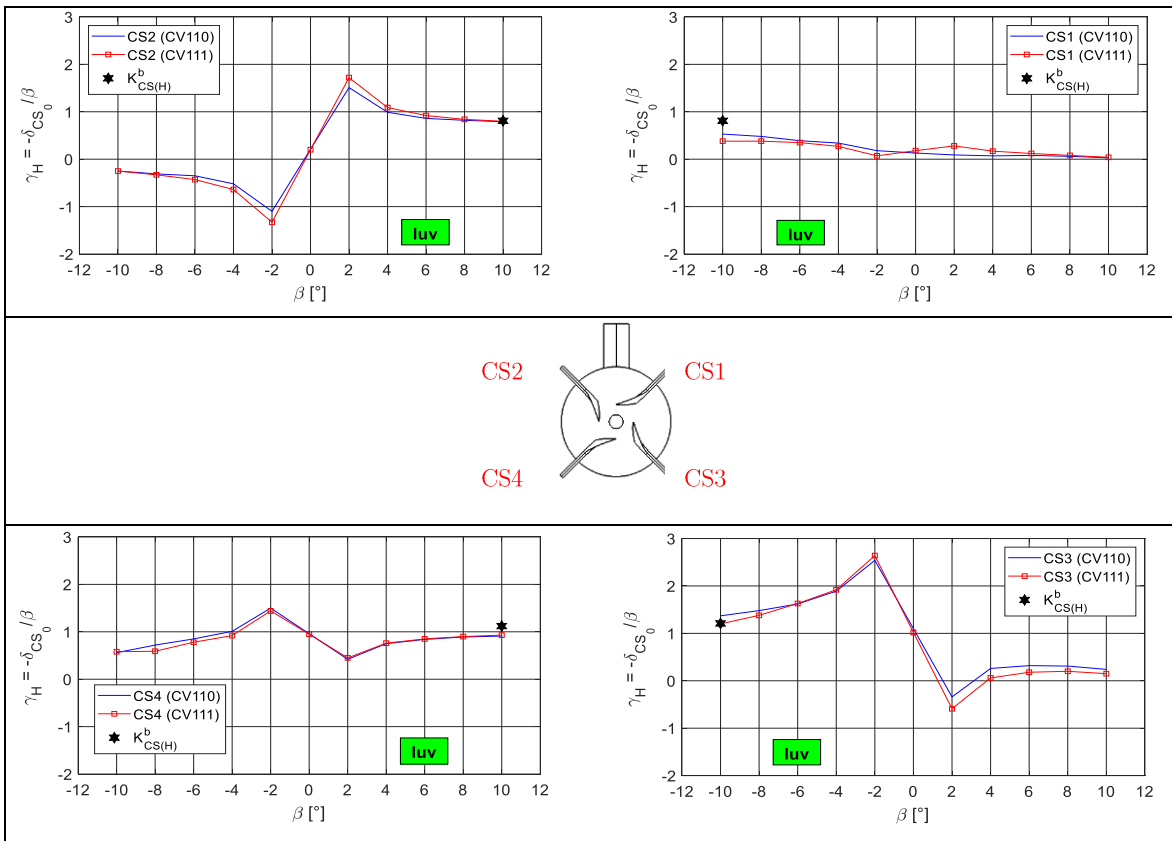 3
2
1
0
-1
-2
γH = -δCS0/β
CS2 (CV110)
CS2 (CV111)
KbCS(H)
luv
-12 -10 -8 -6 -4 -2 0 2 4 6 8 10 12
β [°]
3
2
1
0
-1
-2
γH = -δCS0/β
CS1 (CV110)
CS1 (CV111)
KbCS(H)
luv
-12 -10 -8 -6 -4 -2 0 2 4 6 8 10 12
β [°]
CS2 CS1
CS4 CS3
3
2
1
0
-1
-2
γH = -δCS0/β
CS4 (CV110)
CS4 (CV111)
KbCS(H)
luv
-12 -10 -8 -6 -4 -2 0 2 4 6 8 10 12
β [°]
3
2
1
0
-1
-2
γH = -δCS0/β
CS3 (CV110)
CS3 (CV111)
KbCS(H)
luv
-12 -10 -8 -6 -4 -2 0 2 4 6 8 10 12
β [°]